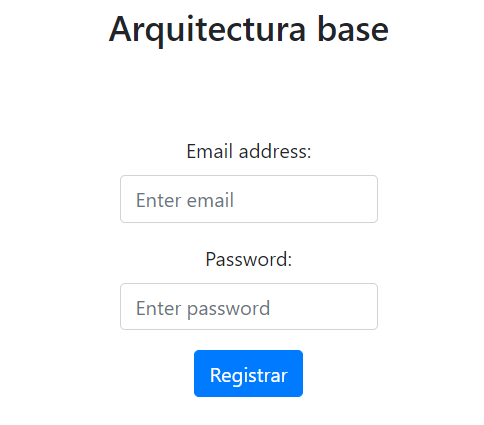 Arquitectura base
Email address:
Enter email
Password:
Enter password
Registrar